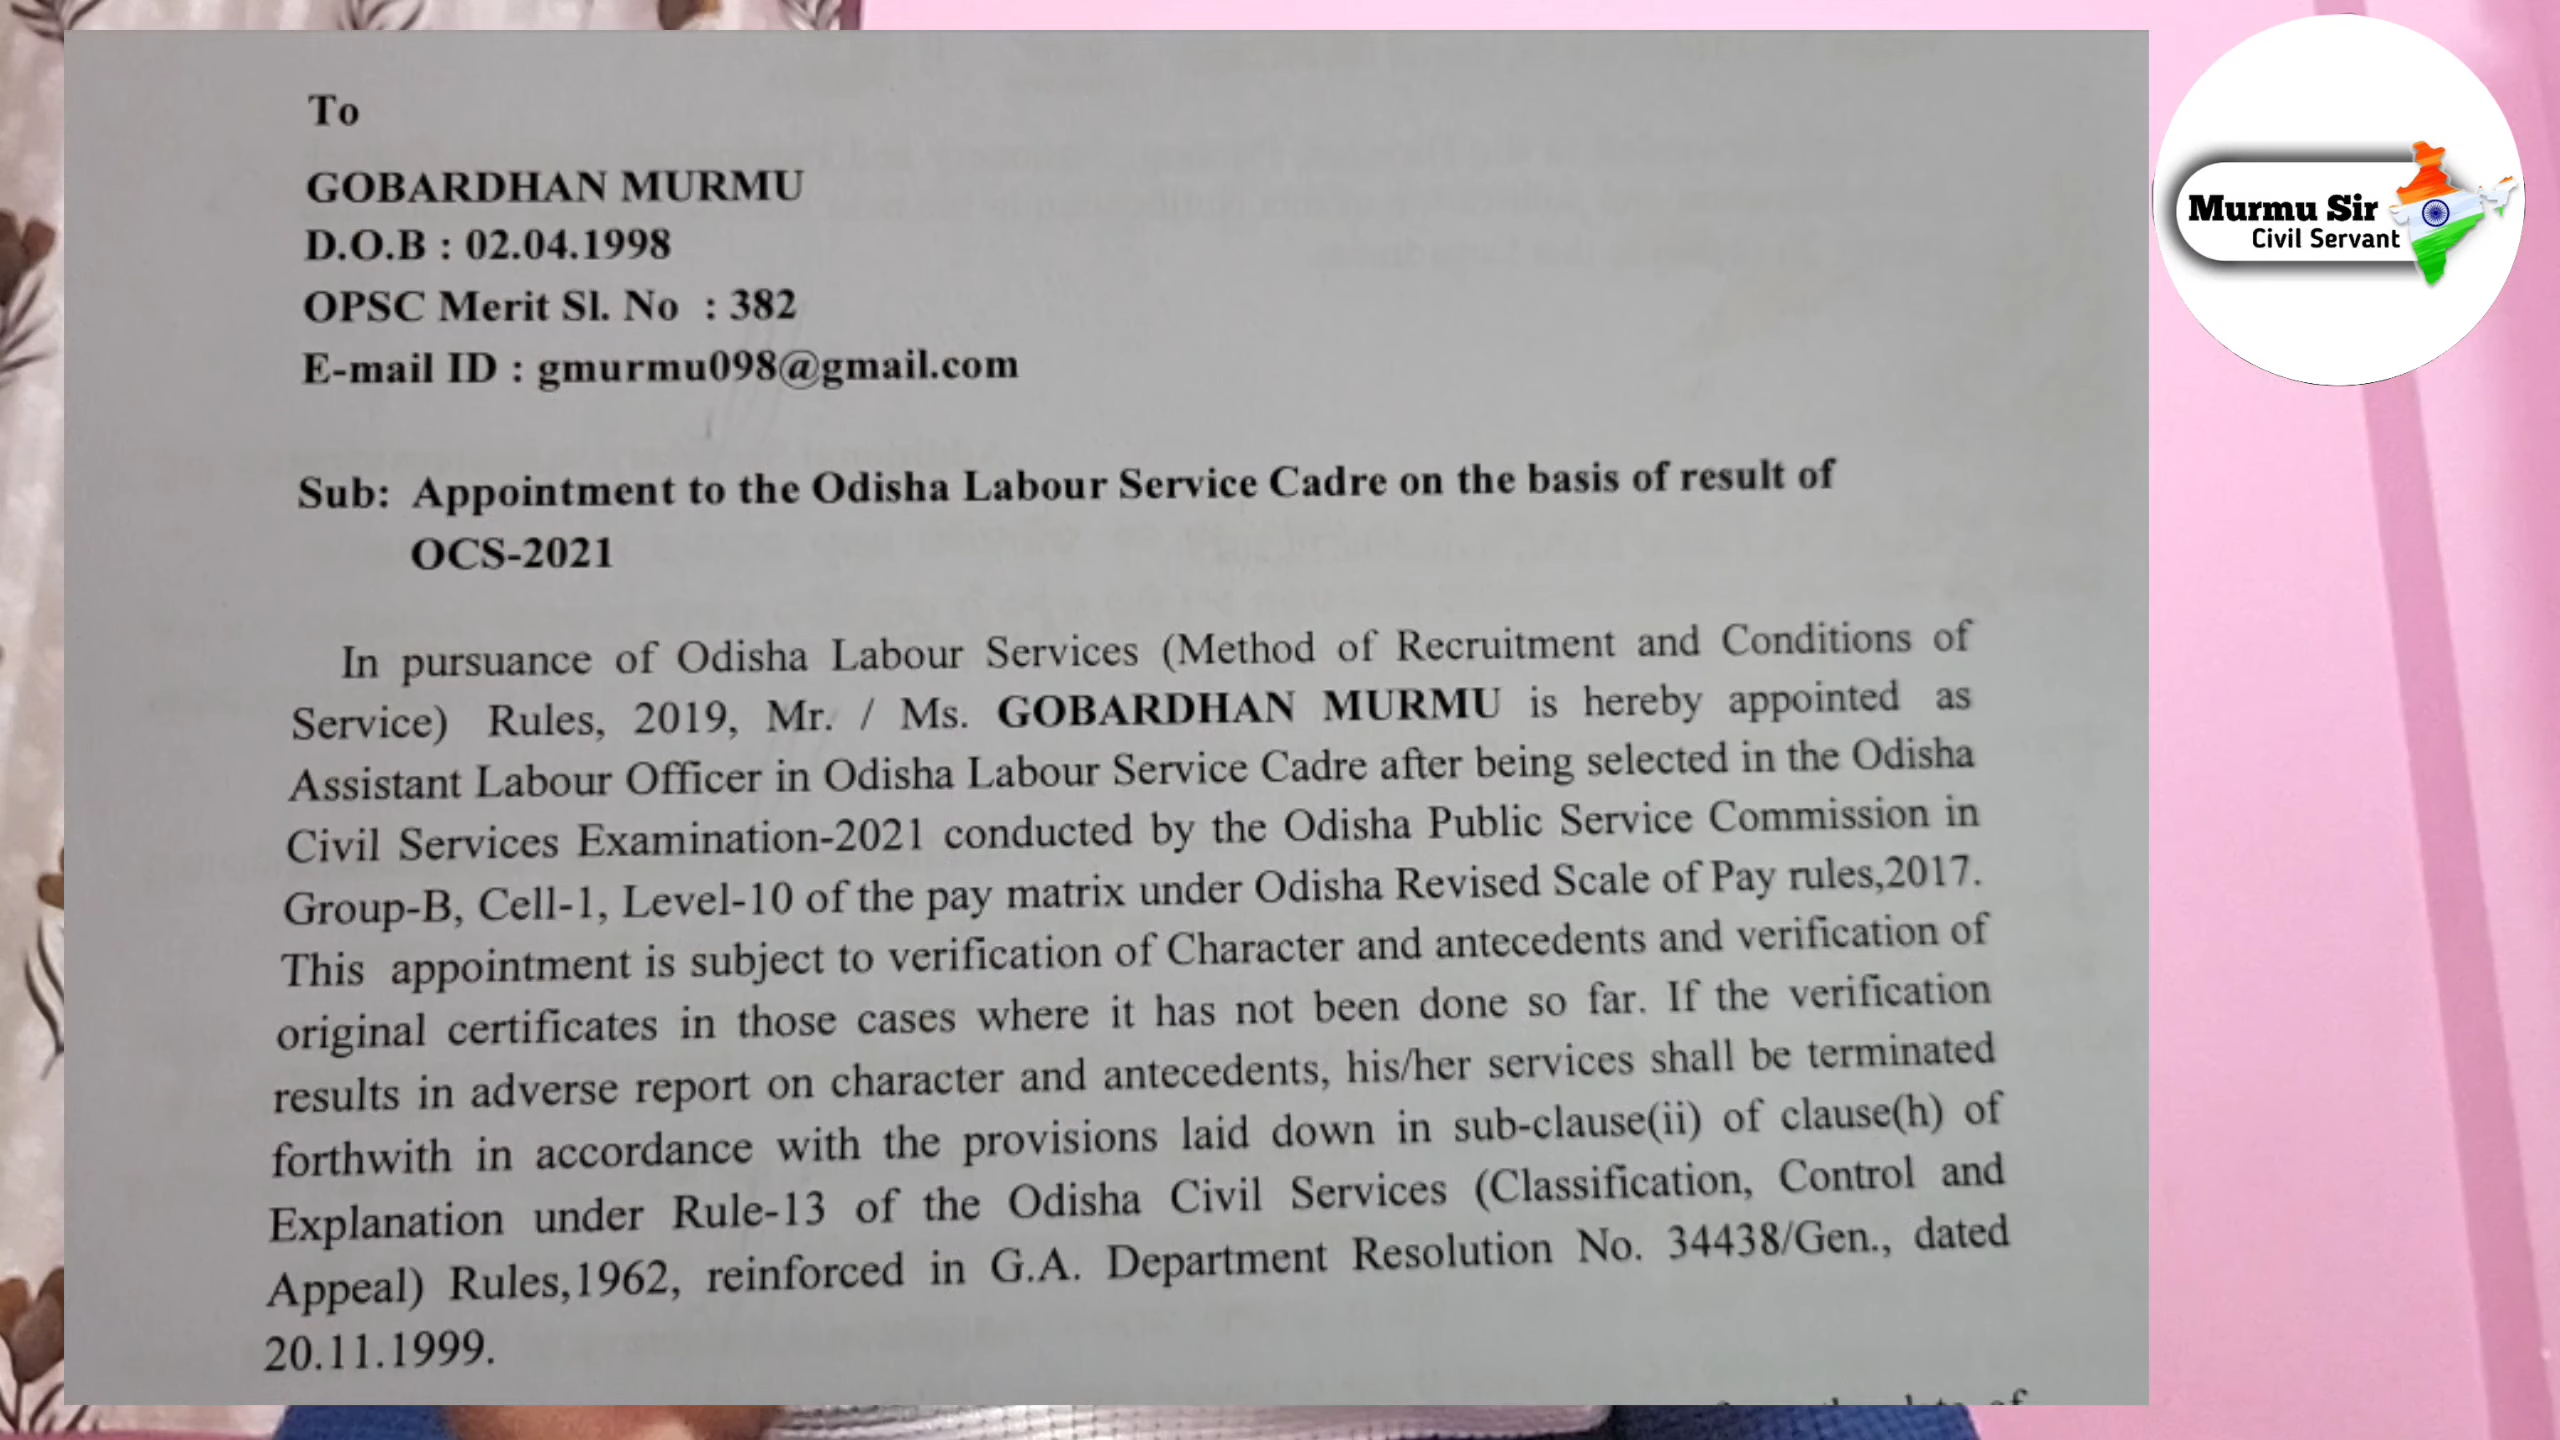 To
GOBARDHAN MURMU
D.O.B : 02.04.1998
OPSC Merit Sl. No : 382
E-mail ID : gmurmu098@gmail.com
Sub: Appointment to the Odisha Labour Service Cadre on the basis of result of
OCS-2021
In pursuance of Odisha Labour Services (Method of Recruitment and Conditions of
Service) Rules, 2019, Mr. / Ms. GOBARDHAN MURMU is hereby appointed as
Assistant Labour Officer in Odisha Labour Service Cadre after being selected in the Odisha
Civil Services Examination-2021 conducted by the Odisha Public Service Commission in
Group-B, Cell-1, Level-10 of the pay matrix under Odisha Revised Scale of Pay rules,2017.
This appointment is subject to verification of Character and antecedents and verification of
original certificates in those cases where it has not been done so far. If the verification
results in adverse report on character and antecedents, his/her services shall be terminated
forthwith in accordance with the provisions laid down in sub-clause(ii) of clause(h) of
Explanation under Rule-13 of the Odisha Civil Services (Classification, Control and
Appeal) Rules,1962, reinforced in G.A. Department Resolution No. 34438/Gen., dated
20.11.1999.
Murmu Sir
Civil Servant